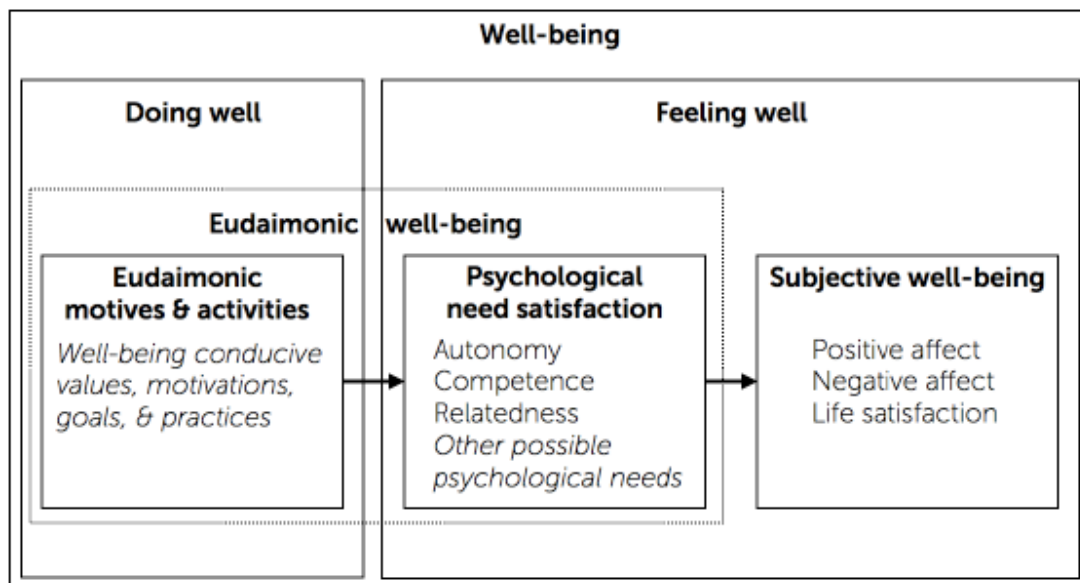 Well-being
Doing well
Feeling well
Eudaimonic well-being
Eudaimonic
motives & activities
Well-being conducive
values, motivations,
goals, & practices
Psychological
need satisfaction
Autonomy
Competence
Relatedness
Other possible
psychological needs
Subjective well-being
Positive affect
Negative affect
Life satisfaction